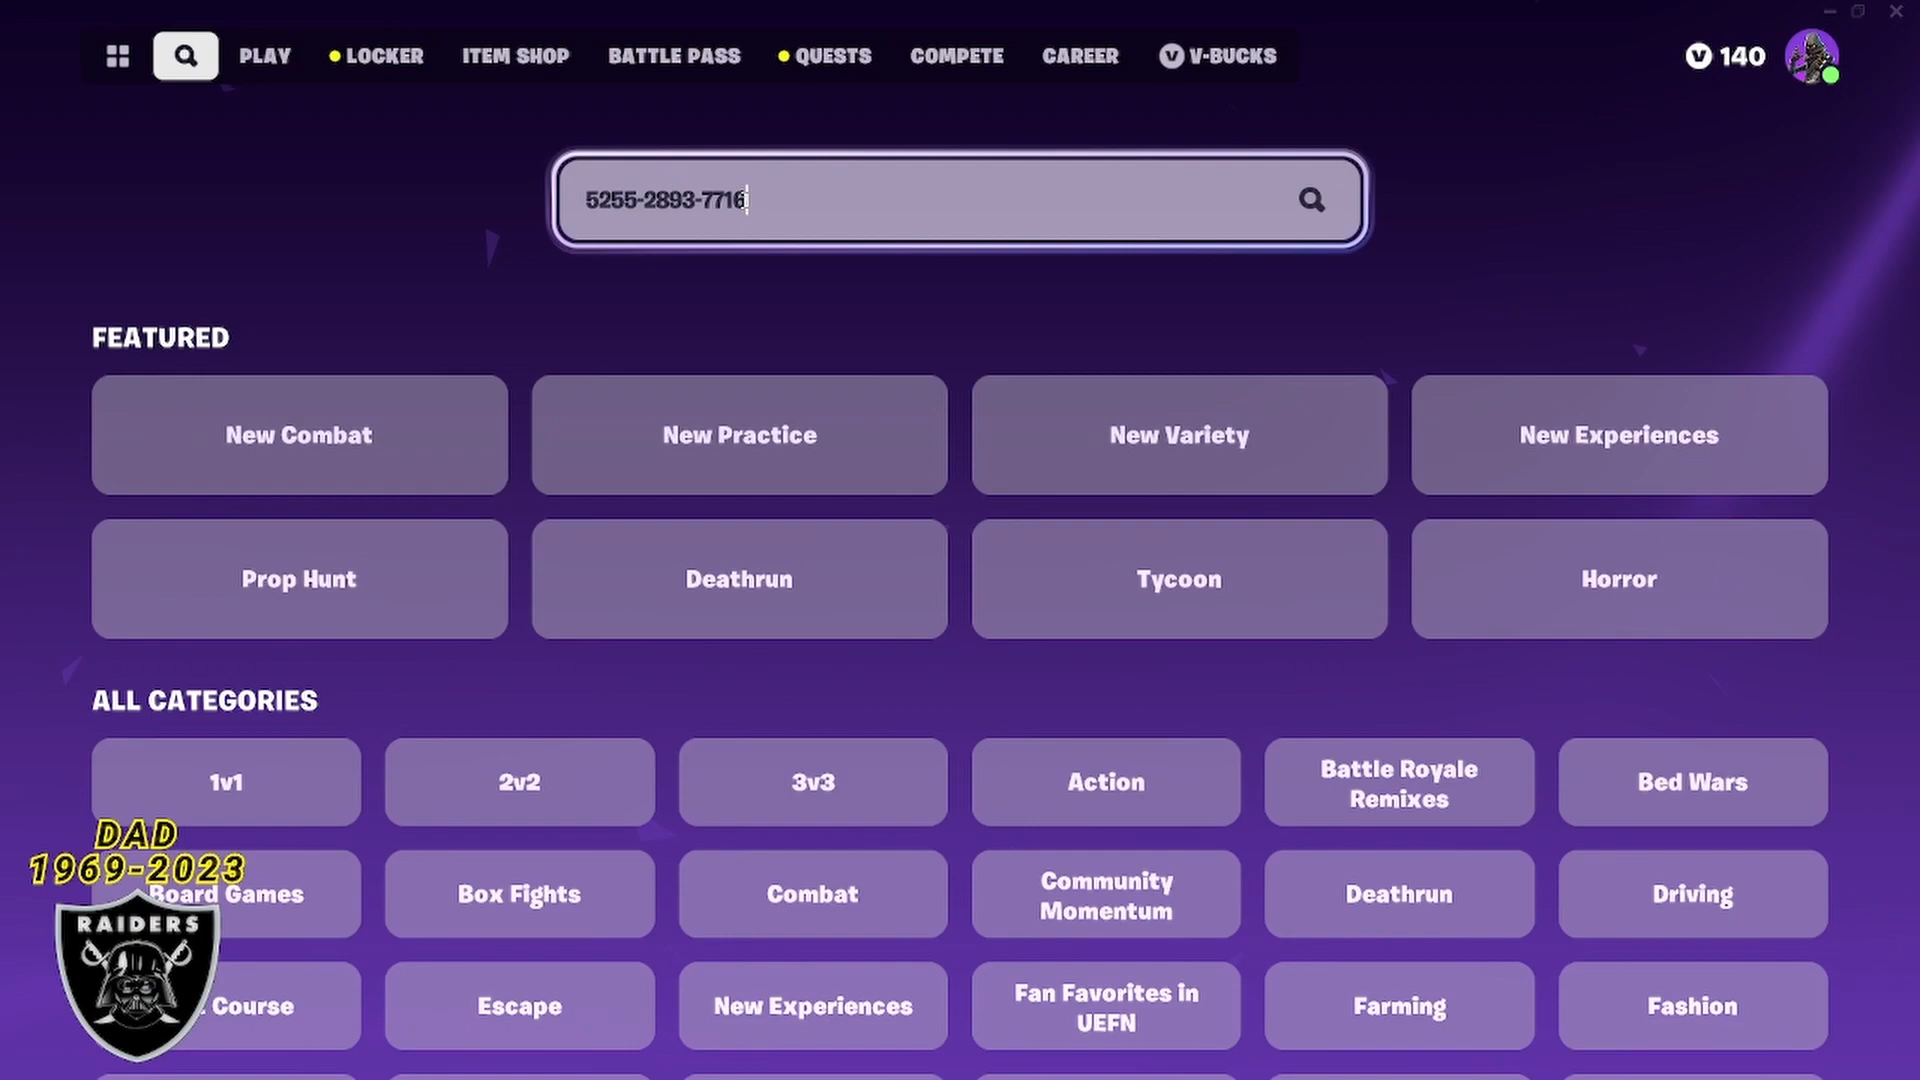 PLAY
LOCKER
ITEM SHOP
BATTLE PASS
QUESTS
COMPETE
CAREER
V-BUCKS
140
5255-2893-7716
FEATURED
New Combat
New Practice
New Variety
New Experiences
Prop Hunt
Deathrun
Tycoon
Horror
ALL CATEGORIES
1v1
2v2
3v3
Action
Battle Royale
Remixes
Bed Wars
DAD
1969-2023
Board Games
Box Fights
Combat
Community
Momentum
Deathrun
Driving
RAIDERS
Course
Escape
New Experiences
Fan Favorites in
UEFN
Farming
Fashion